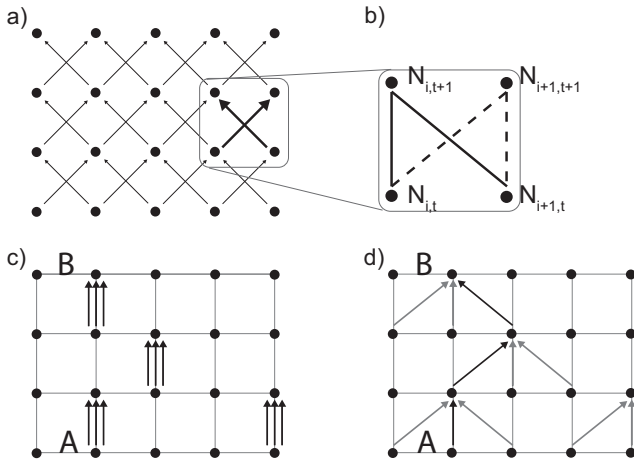 a)
b)
N_{i,t+1}
N_{i+1,t+1}
N_{i,t}
N_{i+1,t}
c)
B
A
d)
B
A